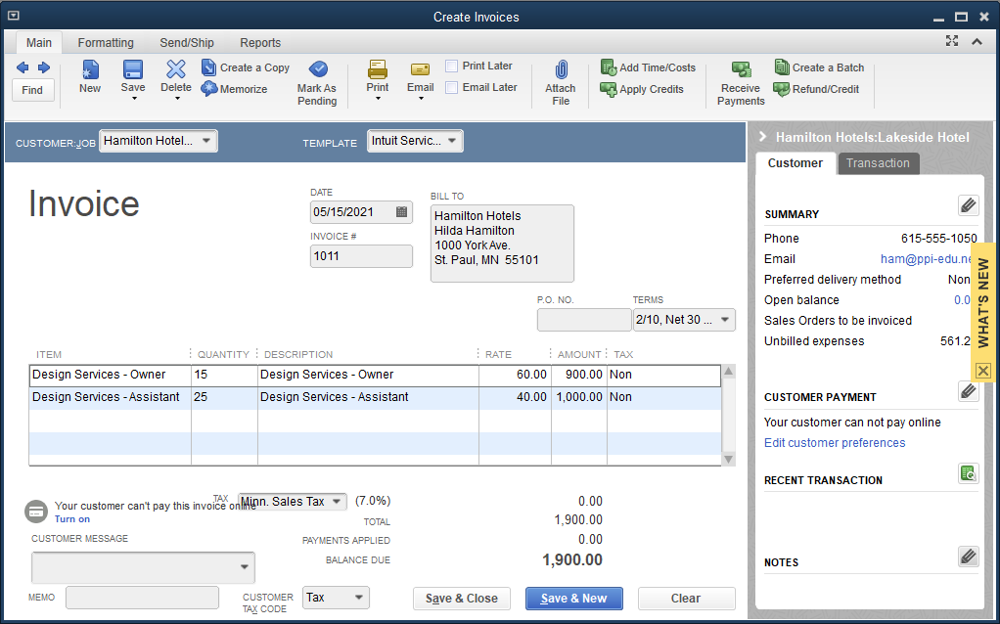 Create Invoices
Main Formatting Send/Ship Reports
Find
New
Save
Delete
Create a Copy
Memorize
Mark As
Pending
Print
Email
Print Later
Email Later
Attach
File
Add Time/Costs
Apply Credits
Receive
Payments
Create a Batch
Refund/Credit
CUSTOMER:JOB Hamilton Hotel... TEMPLATE Intuit Servic...
Invoice
DATE
05/15/2021
INVOICE #
1011
BILL TO
Hamilton Hotels
Hilda Hamilton
1000 York Ave.
St. Paul, MN 55101
P.O. NO. TERMS
2/10, Net 30 ...
ITEM QUANTITY DESCRIPTION RATE AMOUNT TAX
Design Services - Owner 15 Design Services - Owner 60.00 900.00 Non
Design Services - Assistant 25 Design Services - Assistant 40.00 1,000.00 Non
Your customer can't pay this invoice online
Turn on
TAX Minn. Sales Tax (7.0%) 0.00
TOTAL 1,900.00
PAYMENTS APPLIED 0.00
BALANCE DUE 1,900.00
CUSTOMER MESSAGE
MEMO
CUSTOMER
TAX CODE
Tax
Save & Close Save & New Clear
Hamilton Hotels:Lakeside Hotel
Customer Transaction
SUMMARY
Phone 615-555-1050
Email ham@ppi-edu.ne
Preferred delivery method Non
Open balance 0.0
Sales Orders to be invoiced
Unbilled expenses 561.2
WHAT'S NEW
CUSTOMER PAYMENT
Your customer can not pay online
Edit customer preferences
RECENT TRANSACTION
NOTES